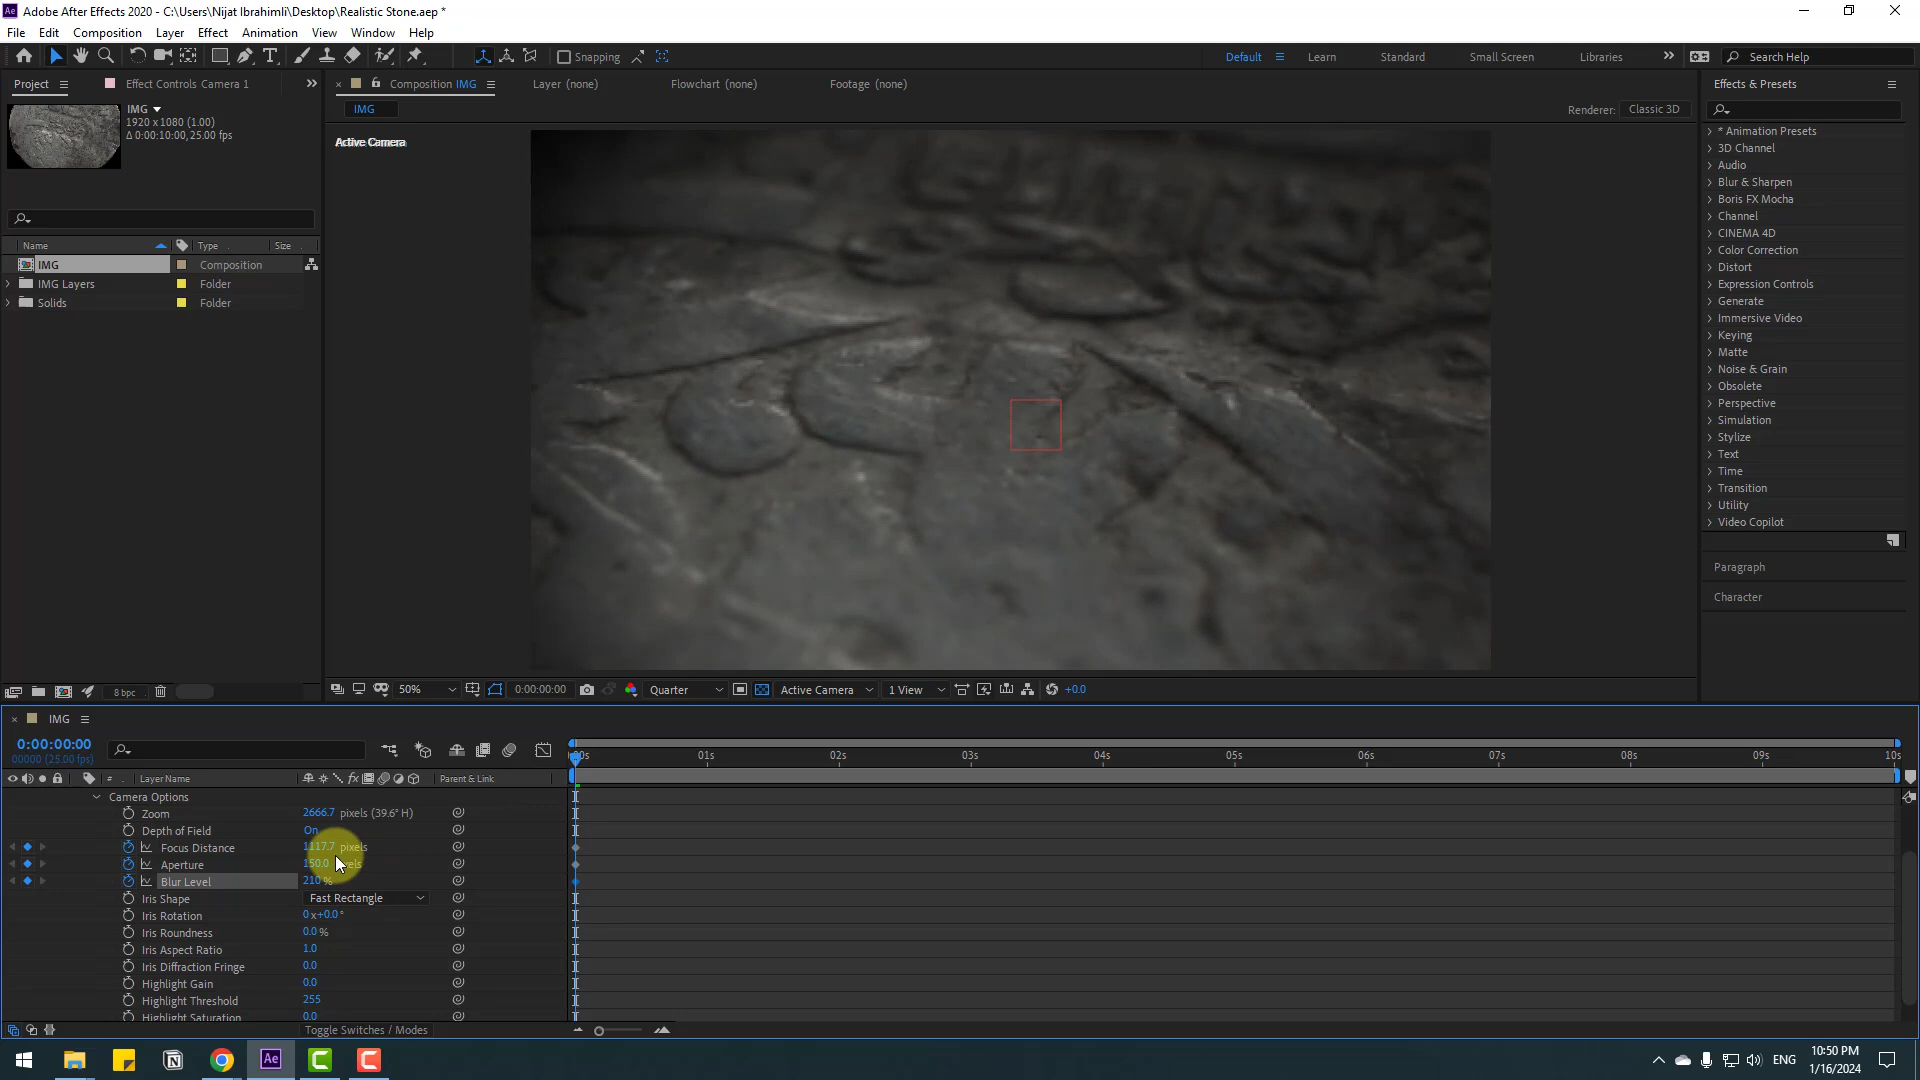 Adobe After Effects 2020 - C:\Users\Nijat Ibrahimli\Desktop\Realistic Stone.aep *
File Edit Composition Layer Effect Animation View Window Help
Snapping
Default Learn Standard Small Screen Libraries Search Help
Project Effect Controls Camera 1
IMG
1920 x 1080 (1.00)
Δ 0:00:10:00, 25.00 fps
Name Type Size
IMG Composition
IMG Layers Folder
Solids Folder
8 bpc
Composition IMG Layer (none) Flowchart (none) Footage (none)
IMG
Renderer: Classic 3D
Active Camera
50% 0:00:00:00 Quarter Active Camera 1 View +0.0
Effects & Presets
* Animation Presets
3D Channel
Audio
Blur & Sharpen
Boris FX Mocha
Channel
CINEMA 4D
Color Correction
Distort
Expression Controls
Generate
Immersive Video
Keying
Matte
Noise & Grain
Obsolete
Perspective
Simulation
Stylize
Text
Time
Transition
Utility
Video Copilot
Paragraph
Character
IMG
0:00:00:00
00000 (25.00 fps)
# Layer Name Parent & Link
01s 02s 03s 04s 05s 06s 07s 08s 09s 10s
Camera Options
Zoom 2666.7 pixels (39.6° H)
Depth of Field On
Focus Distance 1117.7 pixels
Aperture 150.0
Blur Level 210 %
Iris Shape Fast Rectangle
Iris Rotation 0 x +0.0 °
Iris Roundness 0.0 %
Iris Aspect Ratio 1.0
Iris Diffraction Fringe 0.0
Highlight Gain 0.0
Highlight Threshold 255
Highlight Saturation 0.0
Toggle Switches / Modes
ENG
10:50 PM
1/16/2024